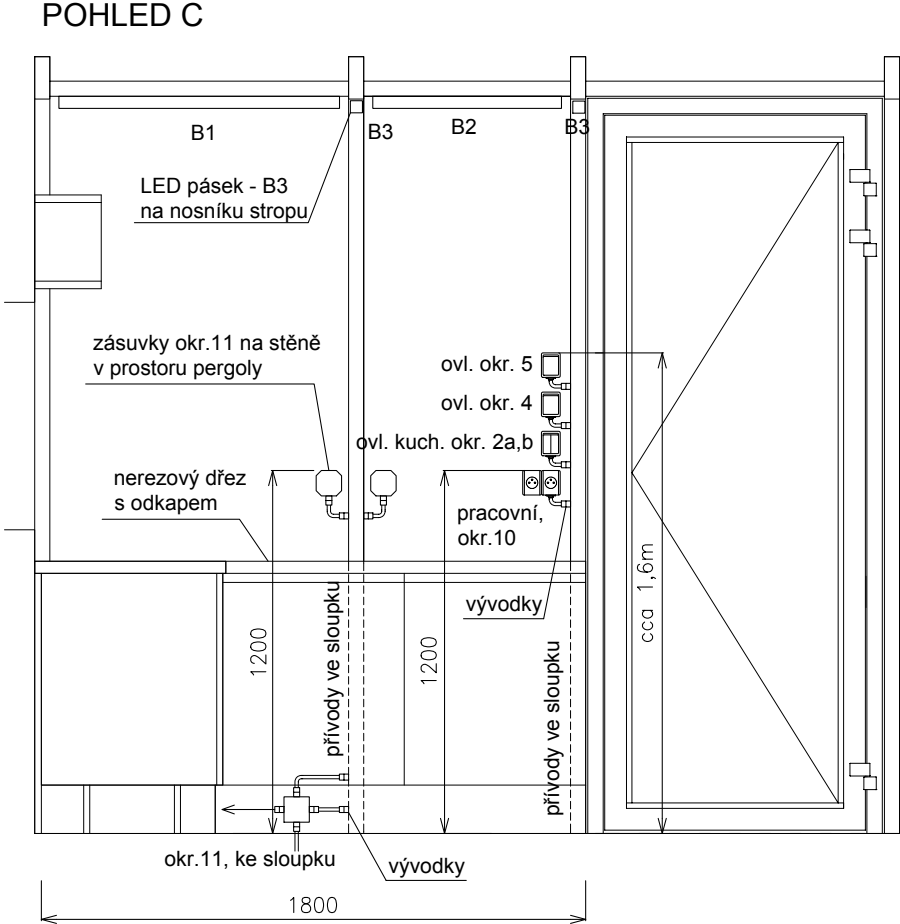 POHLED C
B1
B3
B2
B3
LED pásek - B3
na nosníku stropu
zásuvky okr.11 na stěně
v prostoru pergoly
ovl. okr. 5
ovl. okr. 4
ovl. kuch. okr. 2a,b
nerezový dřez
s odkapem
pracovní,
okr.10
vývodky
cca 1,6m
1200
přívody ve sloupku
1200
přívody ve sloupku
okr.11, ke sloupku
vývodky
1800